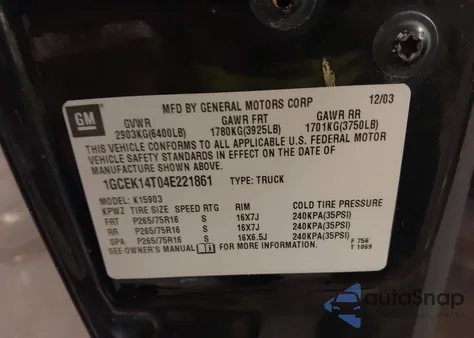 GM
MFD BY GENERAL MOTORS CORP 12/03
GVWR GAWR FRT GAWR RR
2903KG(6400LB) 1780KG(3925LB) 1701KG(3750LB)
THIS VEHICLE CONFORMS TO ALL APPLICABLE U.S. FEDERAL MOTOR
VEHICLE SAFETY STANDARDS IN EFFECT ON THE DATE OF
MANUFACTURE SHOWN ABOVE.
1GCEK14T04E221861 TYPE: TRUCK
MODEL: K15903
KPWZ TIRE SIZE SPEED RTG RIM COLD TIRE PRESSURE
FRT P265/75R16 S 16X7J 240KPA(35PSI)
RR P265/75R16 S 16X7J 240KPA(35PSI)
SPA P265/75R16 S 16X6.5J 240KPA(35PSI)
SEE OWNER'S MANUAL FOR MORE INFORMATION.
F 756
T 1069
autoSnap